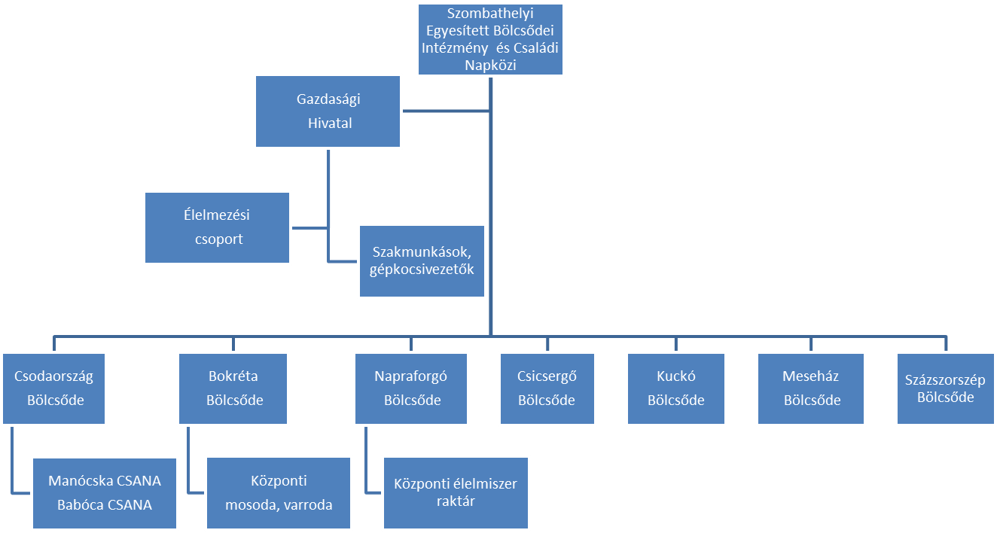 Szombathelyi
Egyesített Bölcsődei
Intézmény és Családi
Napközi
Gazdasági
Hivatal
Élelmezési
csoport
Szakmunkások,
gépkocsivezetők
Csodaország
Bölcsőde
Bokréta
Bölcsőde
Napraforgó
Bölcsőde
Csicsergő
Bölcsőde
Kuckó
Bölcsőde
Meseház
Bölcsőde
Százszorszép
Bölcsőde
Manócska CSANA
Babóca CSANA
Központi
mosoda, varroda
Központi élelmiszer
raktár